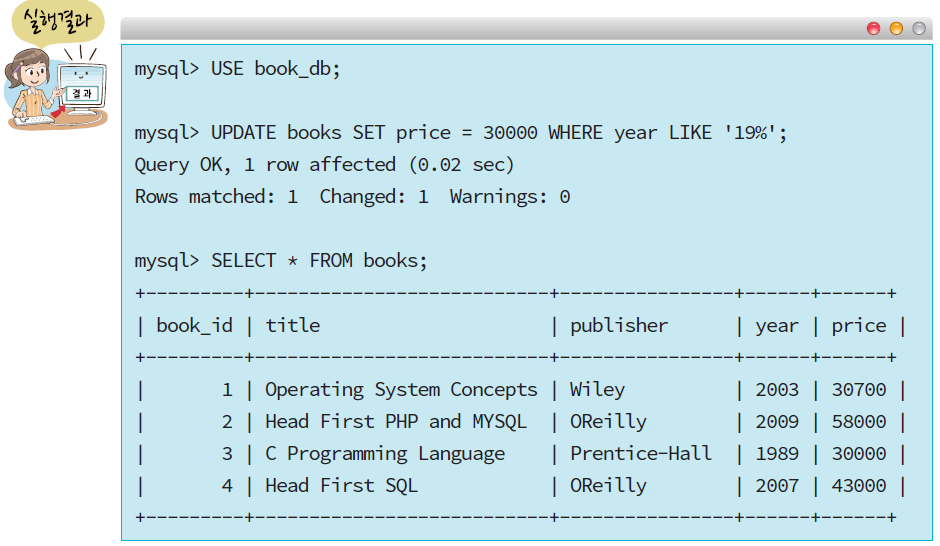 실행결과
결과
mysql> USE book_db;
mysql> UPDATE books SET price = 30000 WHERE year LIKE '19%';
Query OK, 1 row affected (0.02 sec)
Rows matched: 1  Changed: 1  Warnings: 0
mysql> SELECT * FROM books;
+---------+---------------------------+----------------+------+------+
| book_id | title                     | publisher      | year | price |
+---------+---------------------------+----------------+------+------+
|       1 | Operating System Concepts | Wiley          | 2003 | 30700 |
|       2 | Head First PHP and MYSQL  | OReilly        | 2009 | 58000 |
|       3 | C Programming Language    | Prentice-Hall  | 1989 | 30000 |
|       4 | Head First SQL            | OReilly        | 2007 | 43000 |
+---------+---------------------------+----------------+------+------+